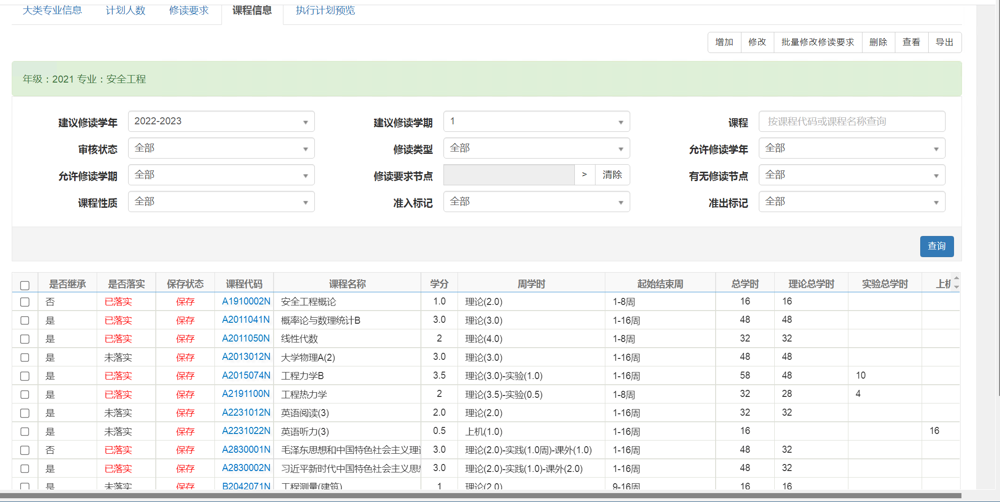 大类专业信息 计划人数 修读要求 课程信息 执行计划预览
增加 修改 批量修改修读要求 删除 查看 导出
年级：2021 专业：安全工程
建议修读学年 2022-2023 建议修读学期 1 课程 按课程代码或课程名称查询
审核状态 全部 修读类型 全部 允许修读学年 全部
允许修读学期 全部 修读要求节点 > 清除 有无修读节点 全部
课程性质 全部 准入标记 全部 准出标记 全部
查询
是否继承 是否落实 保存状态 课程代码 课程名称 学分 周学时 起始结束周 总学时 理论总学时 实验总学时 上机
否 已落实 保存 A1910002N 安全工程概论 1.0 理论(2.0) 1-8周 16 16
是 已落实 保存 A2011041N 概率论与数理统计B 3.0 理论(3.0) 1-16周 48 48
是 已落实 保存 A2011050N 线性代数 2 理论(4.0) 1-8周 32 32
是 未落实 保存 A2013012N 大学物理A(2) 3.0 理论(3.0) 1-16周 48 48
是 已落实 保存 A2015074N 工程力学B 3.5 理论(3.0)-实验(1.0) 1-16周 58 48 10
是 已落实 保存 A2191100N 工程热力学 2 理论(3.5)-实验(0.5) 1-8周 32 28 4
是 未落实 保存 A2231012N 英语阅读(3) 2.0 理论(2.0) 1-16周 32 32
是 未落实 保存 A2231022N 英语听力(3) 0.5 上机(1.0) 1-16周 16 16
否 已落实 保存 A2830001N 毛泽东思想和中国特色社会主义理 3.0 理论(2.0)-实践(1.0周)-课外(1.0) 1-16周 48 32
是 已落实 保存 A2830002N 习近平新时代中国特色社会主义思 3.0 理论(2.0)-实践(1.0)-课外(2.0) 1-16周 48 32
是 未落实 保存 B2042071N 工程测量(建筑) 1 理论(2.0) 9-16周 16 16